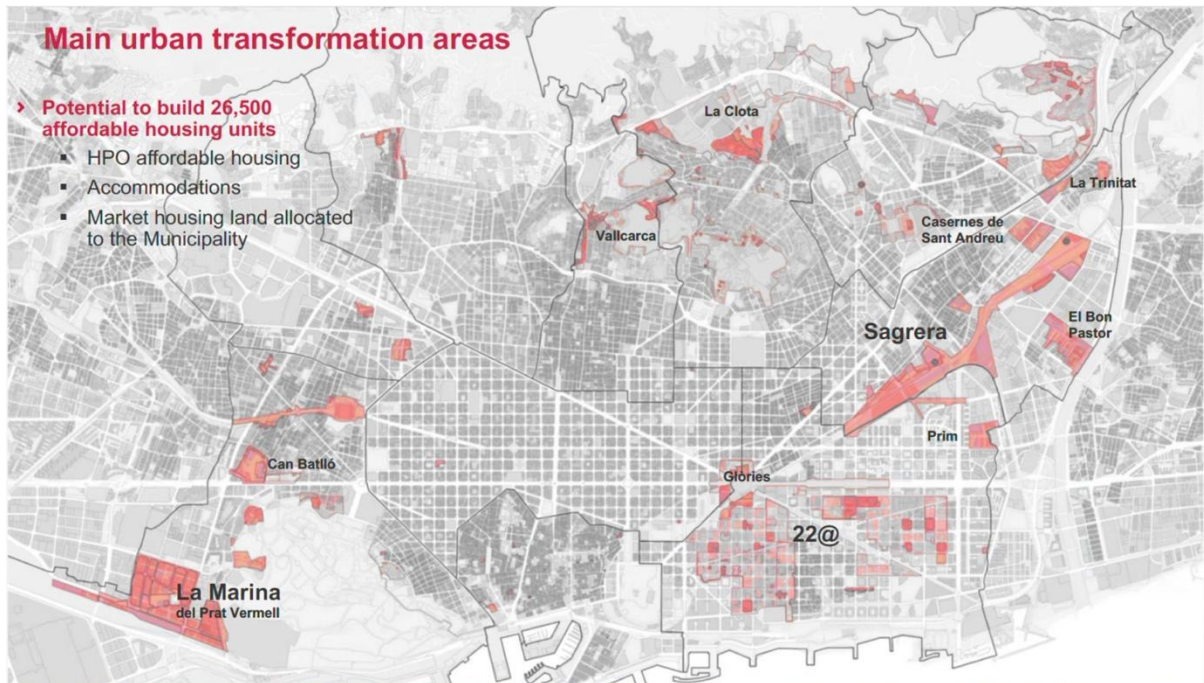 Main urban transformation areas
› Potential to build 26,500
affordable housing units
▪ HPO affordable housing
▪ Accommodations
▪ Market housing land allocated
to the Municipality
La Clota
La Trinitat
Vallcarca
Casernes de
Sant Andreu
Sagrera
El Bon
Pastor
Prim
Can Batlló
Glòries
22@
La Marina
del Prat Vermell